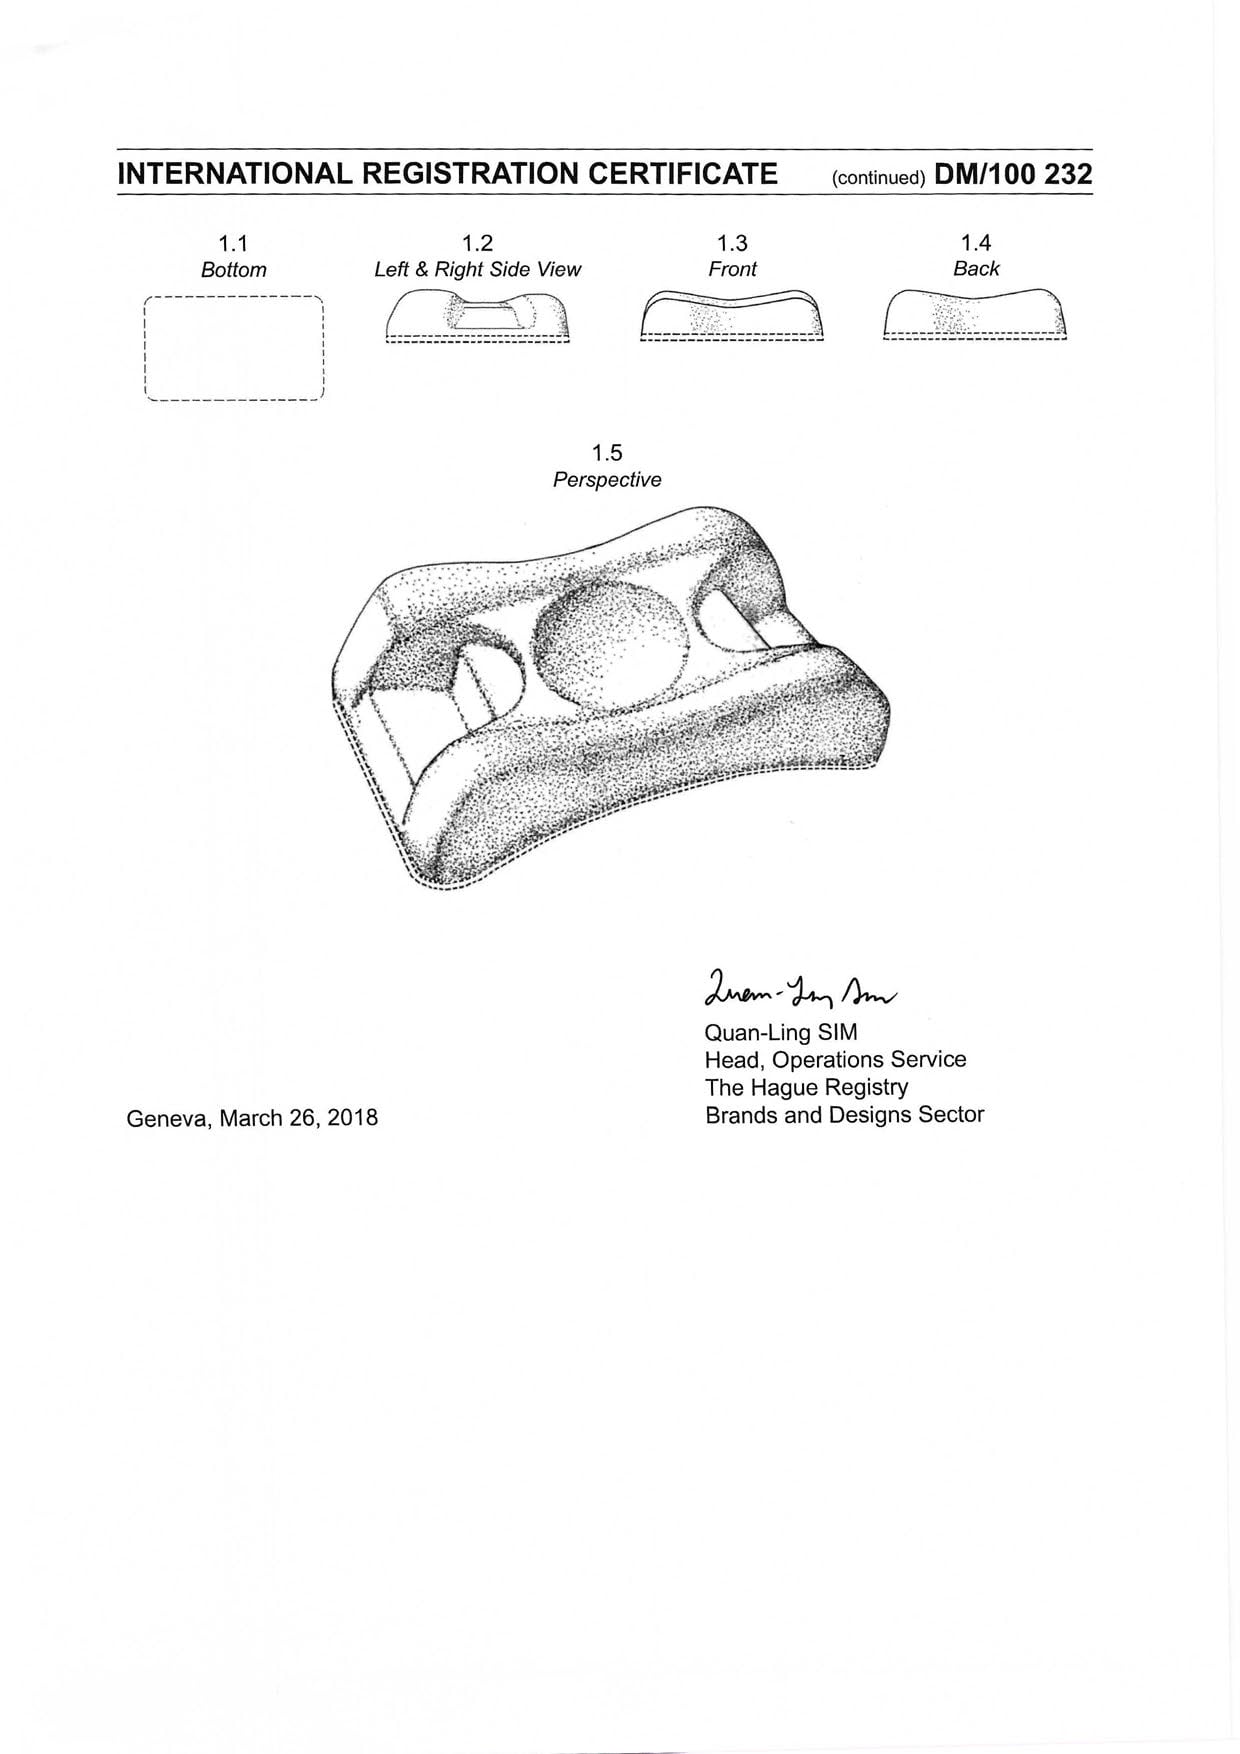 INTERNATIONAL REGISTRATION CERTIFICATE (continued) DM/100 232
1.1 1.2 1.3 1.4
Bottom Left & Right Side View Front Back
1.5
Perspective
Quan-Ling Sim
Quan-Ling SIM
Head, Operations Service
The Hague Registry
Brands and Designs Sector
Geneva, March 26, 2018